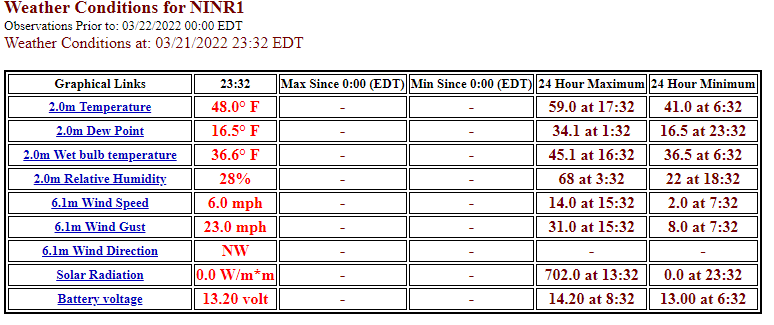 Weather Conditions for NINR1
Observations Prior to: 03/22/2022 00:00 EDT
Weather Conditions at: 03/21/2022 23:32 EDT
Graphical Links 23:32 Max Since 0:00 (EDT) Min Since 0:00 (EDT) 24 Hour Maximum 24 Hour Minimum
2.0m Temperature 48.0° F - - 59.0 at 17:32 41.0 at 6:32
2.0m Dew Point 16.5° F - - 34.1 at 1:32 16.5 at 23:32
2.0m Wet bulb temperature 36.6° F - - 45.1 at 16:32 36.5 at 6:32
2.0m Relative Humidity 28% - - 68 at 3:32 22 at 18:32
6.1m Wind Speed 6.0 mph - - 14.0 at 15:32 2.0 at 7:32
6.1m Wind Gust 23.0 mph - - 31.0 at 15:32 8.0 at 7:32
6.1m Wind Direction NW - - - -
Solar Radiation 0.0 W/m*m - - 702.0 at 13:32 0.0 at 23:32
Battery voltage 13.20 volt - - 14.20 at 8:32 13.00 at 6:32